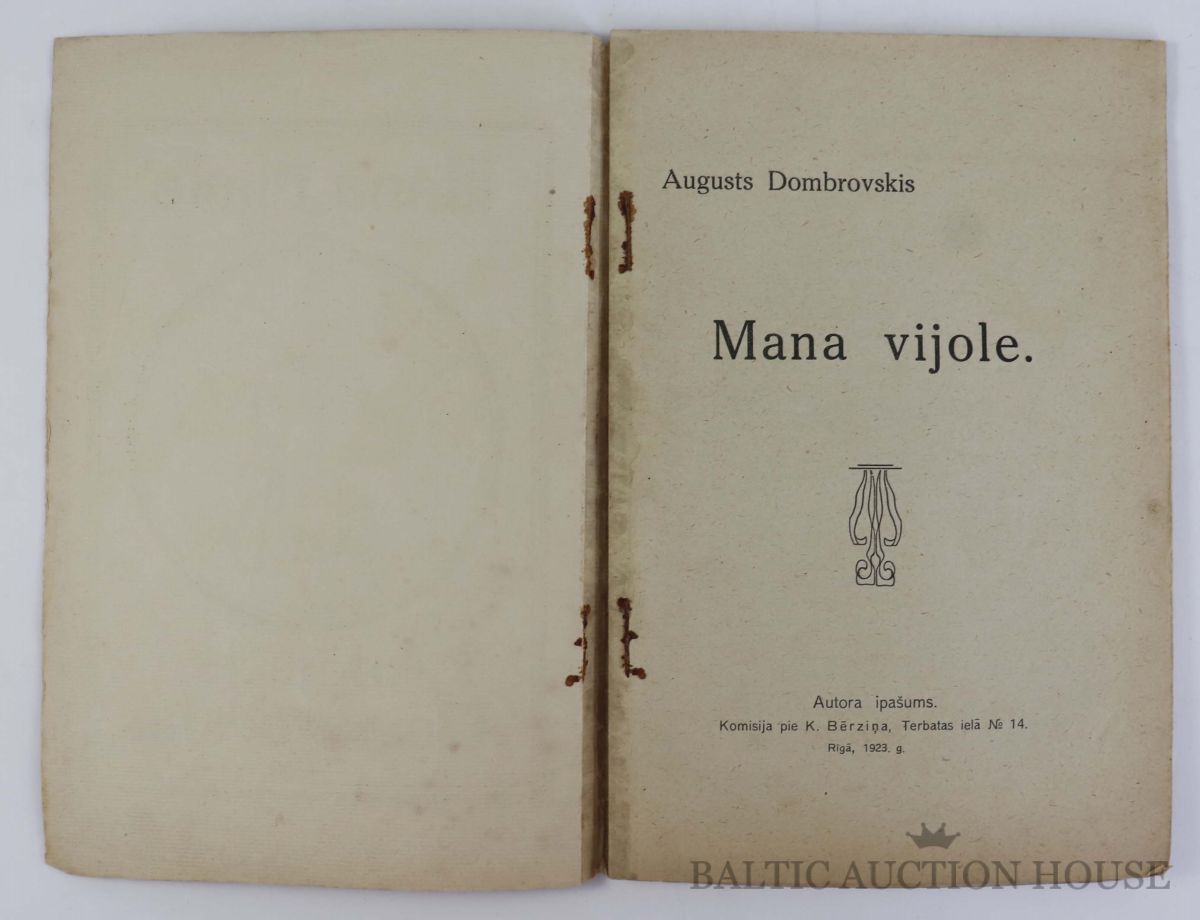 Augusts Dombrovskis
Mana vijole.
Autora ipašums.
Komisija pie K. Bērziņa, Terbatas ielā № 14.
Rīgā, 1923. g.
BALTIC AUCTION HOUSE